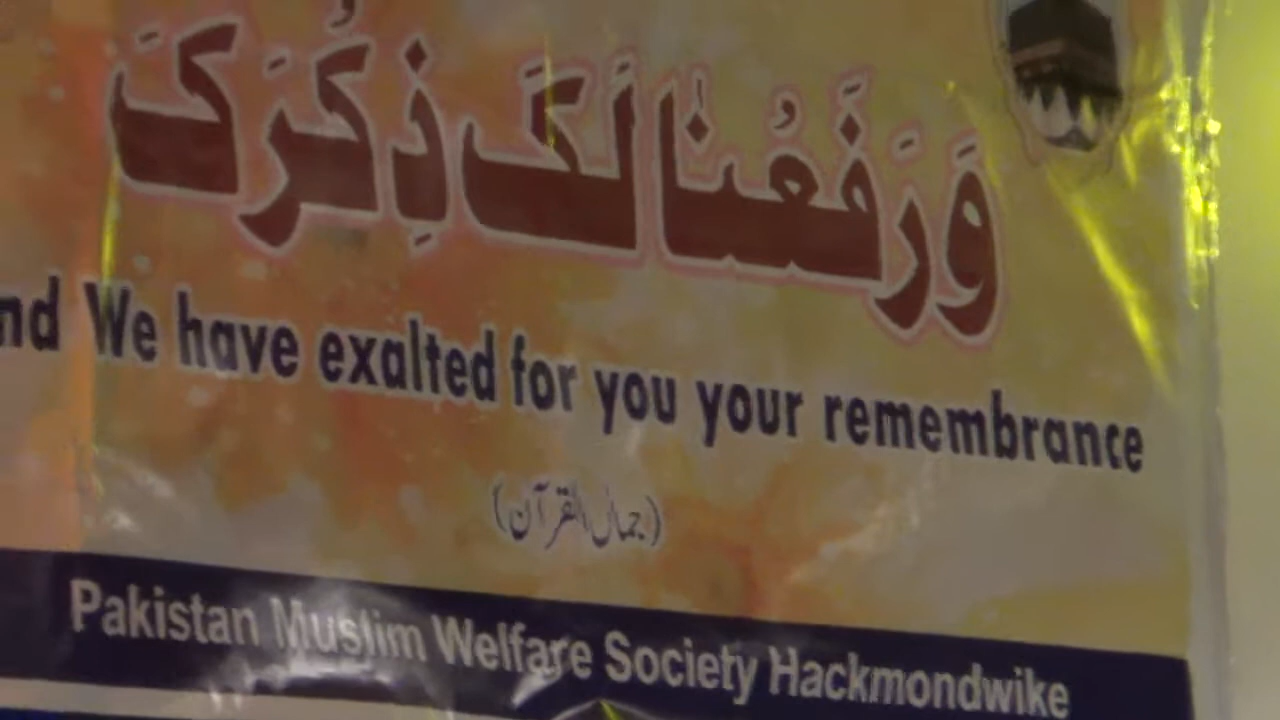 وَرَفَعُنٰا لَکَ ذِکُرَکَ
nd We have exalted for you your remembrance
(جمال القرآن)
Pakistan Muslim Welfare Society Hackmondwike